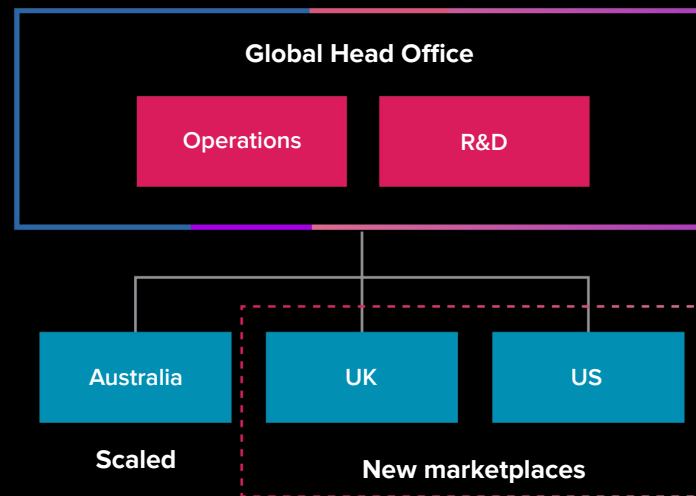 Global Head Office
Operations
R&D
Australia
UK
US
Scaled
New marketplaces